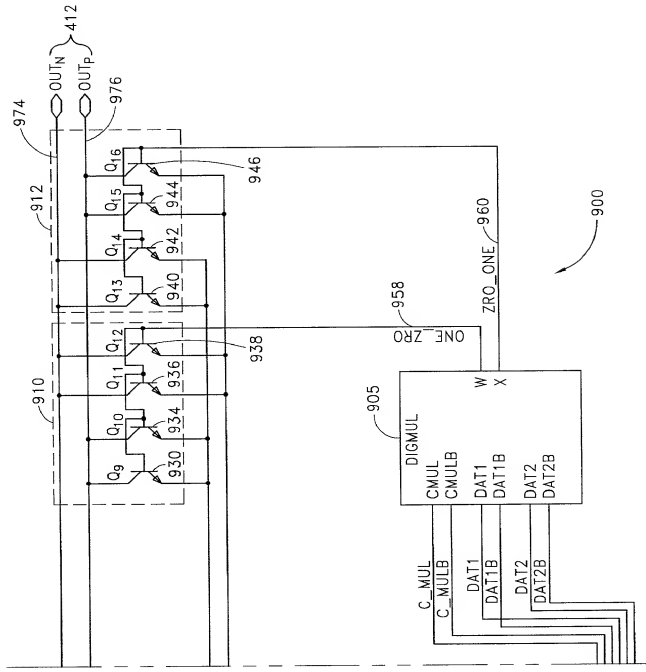 974
OUT_N
412
OUT_P
976
912
910
Q9
Q10
Q11
Q12
Q13
Q14
Q15
Q16
930
934
936
938
940
942
944
946
958
ONE_ZRO
960
ZRO_ONE
900
905
DIGMUL
CMUL
CMULB
DAT1
DAT1B
DAT2
DAT2B
W
X
C_MUL
C_MULB
DAT1
DAT1B
DAT2
DAT2B